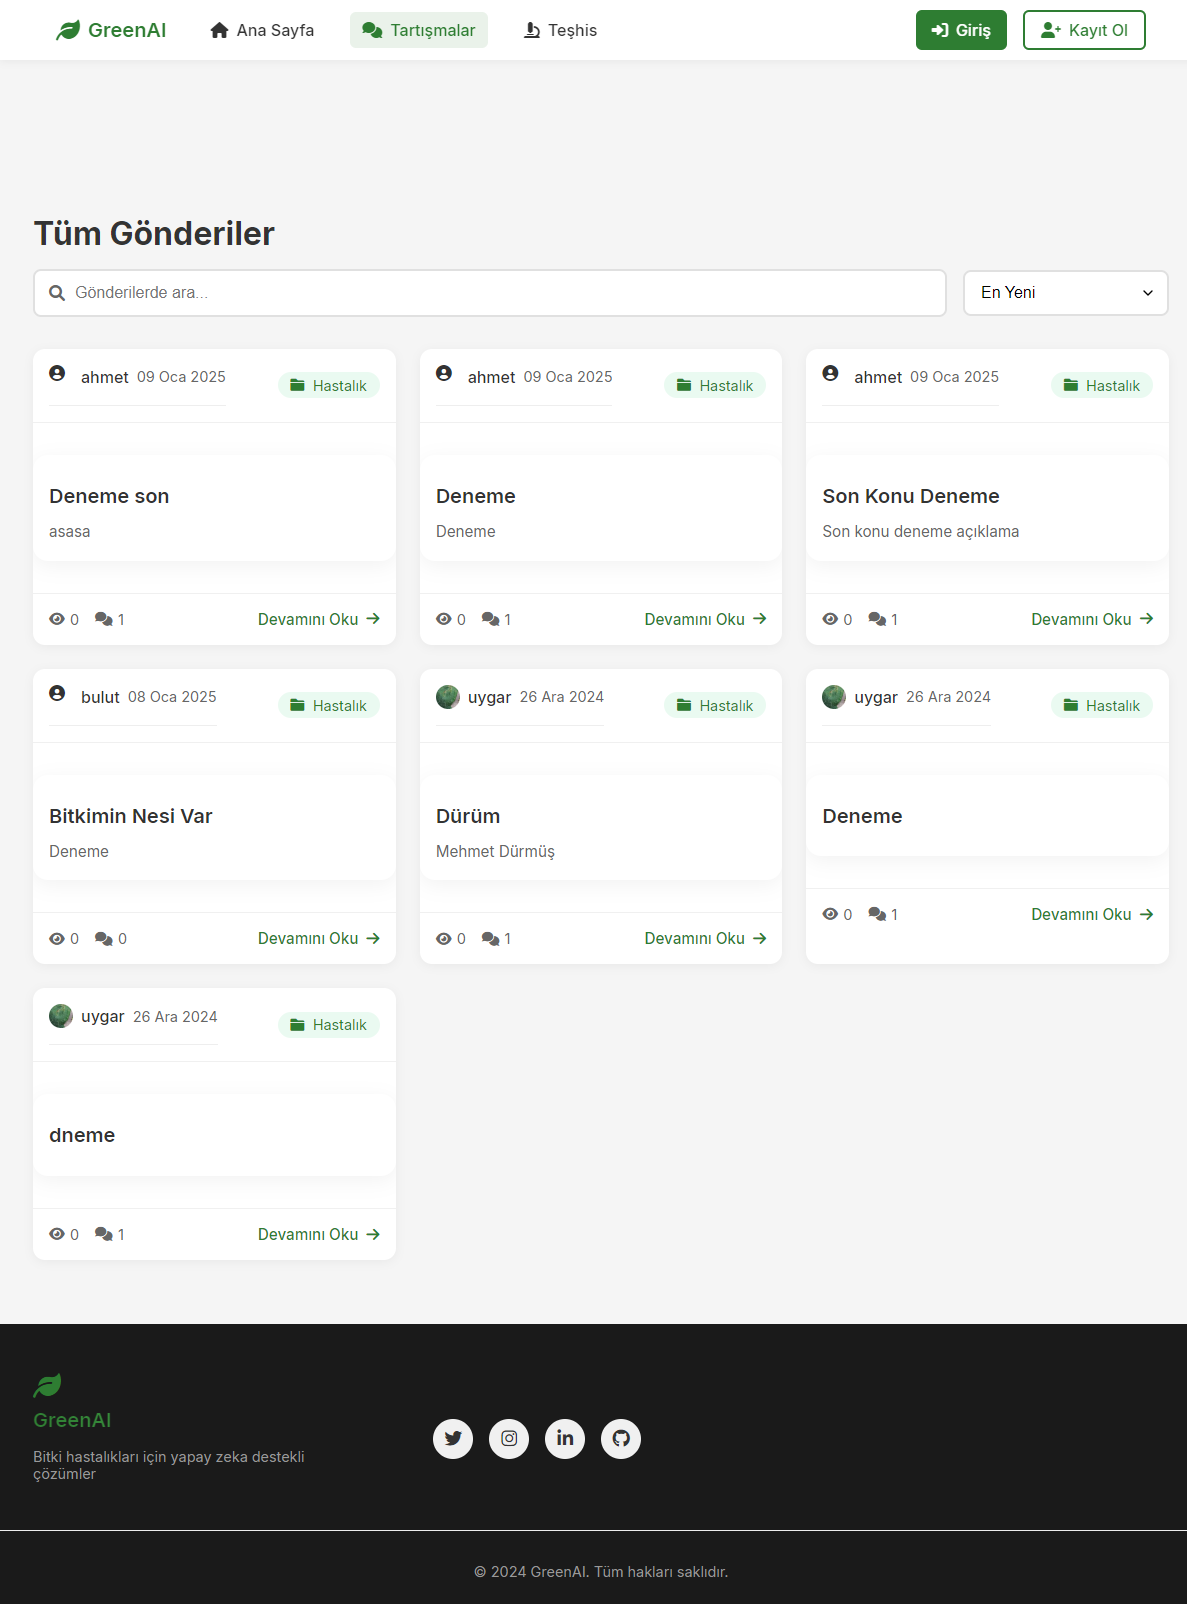 GreenAI
Ana Sayfa
Tartışmalar
Teşhis
Giriş
Kayıt Ol
Tüm Gönderiler
Gönderilerde ara...
En Yeni
ahmet 09 Oca 2025
Hastalık
Deneme son
asasa
0 1
Devamını Oku
ahmet 09 Oca 2025
Hastalık
Deneme
Deneme
0 1
Devamını Oku
ahmet 09 Oca 2025
Hastalık
Son Konu Deneme
Son konu deneme açıklama
0 1
Devamını Oku
bulut 08 Oca 2025
Hastalık
Bitkimin Nesi Var
Deneme
0 0
Devamını Oku
uygar 26 Ara 2024
Hastalık
Dürüm
Mehmet Dürmüş
0 1
Devamını Oku
uygar 26 Ara 2024
Hastalık
Deneme
0 1
Devamını Oku
uygar 26 Ara 2024
Hastalık
dneme
0 1
Devamını Oku
GreenAI
Bitki hastalıkları için yapay zeka destekli
çözümler
© 2024 GreenAI. Tüm hakları saklıdır.